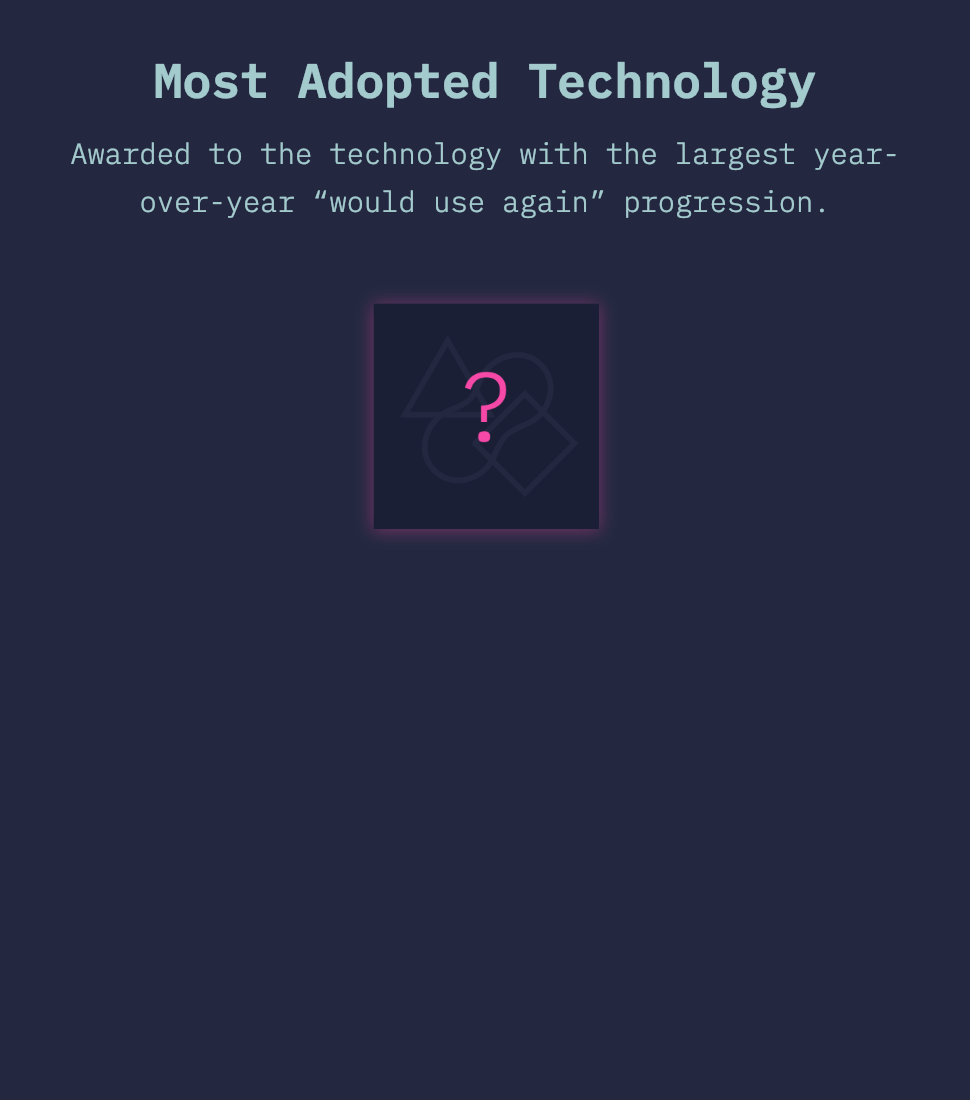 Most Adopted Technology
Awarded to the technology with the largest year-
over-year “would use again” progression.
?